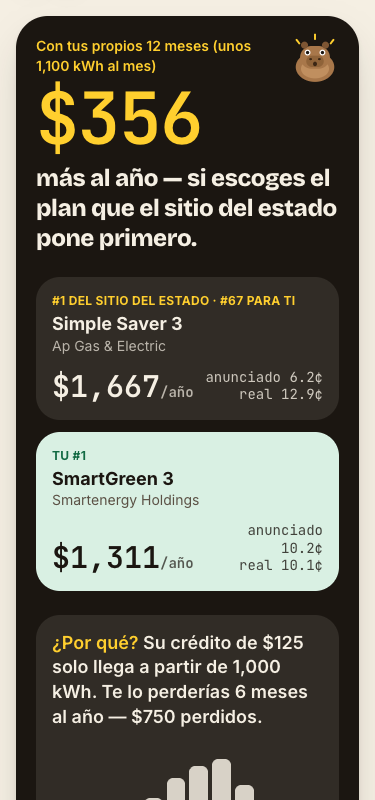 Con tus propios 12 meses (unos
1,100 kWh al mes)
$356
más al año — si escoges el
plan que el sitio del estado
pone primero.
#1 DEL SITIO DEL ESTADO · #67 PARA TI
Simple Saver 3
Ap Gas & Electric
$1,667/año
anunciado 6.2¢
real 12.9¢
TU #1
SmartGreen 3
Smartenergy Holdings
$1,311/año
anunciado
10.2¢
real 10.1¢
¿Por qué? Su crédito de $125
solo llega a partir de 1,000
kWh. Te lo perderías 6 meses
al año — $750 perdidos.